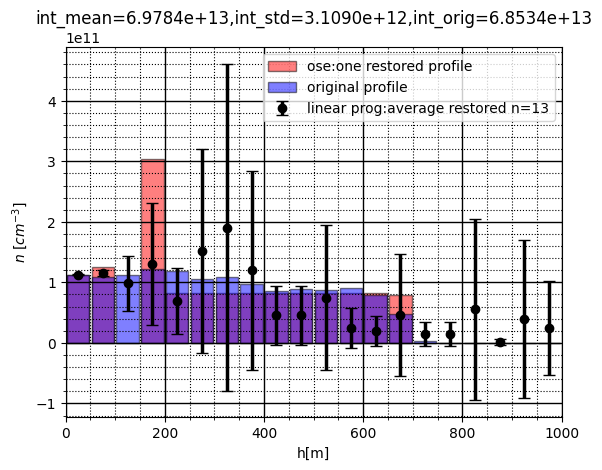 int_mean=6.9784e+13,int_std=3.1090e+12,int_orig=6.8534e+13
1e11
ose:one restored profile
original profile
linear prog:average restored n=13
4
3
2
1
0
−1
n [cm⁻³]
0 200 400 600 800 1000
h[m]